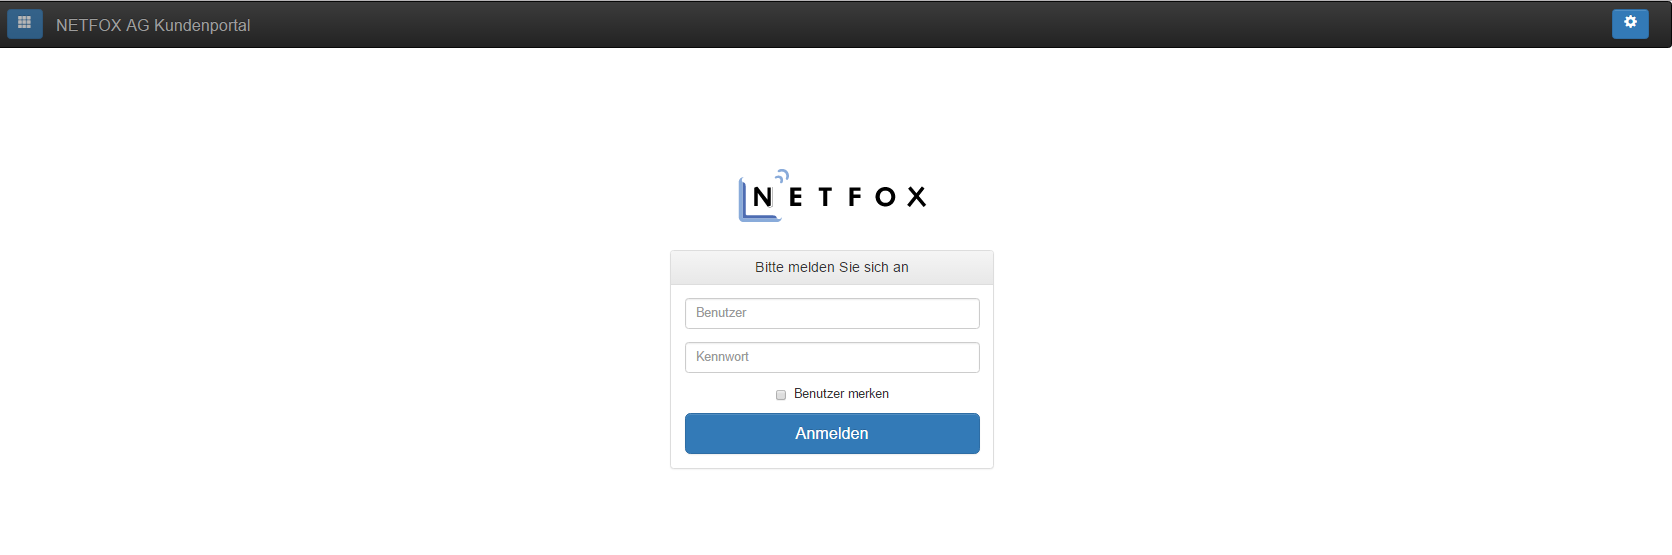 NETFOX AG Kundenportal
NETFOX
Bitte melden Sie sich an
Benutzer
Kennwort
Benutzer merken
Anmelden